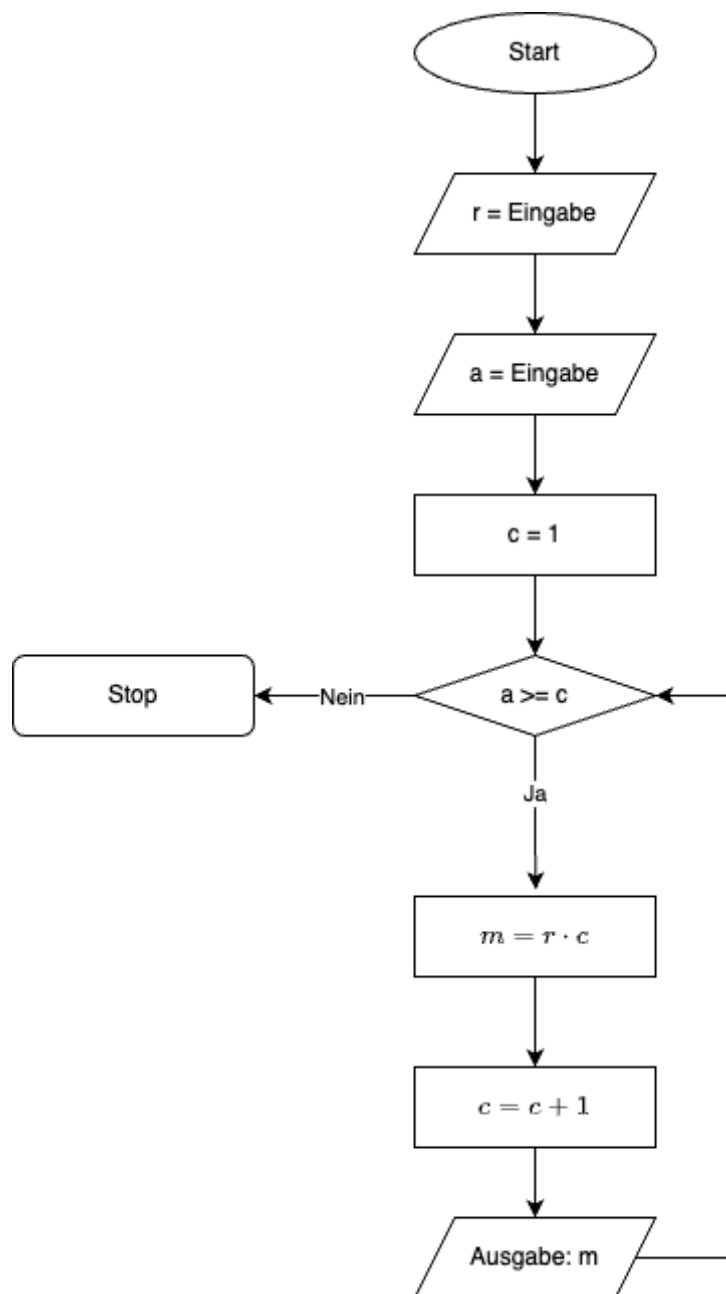 Start
r = Eingabe
a = Eingabe
c = 1
Stop
Nein
a >= c
Ja
m = r · c
c = c + 1
Ausgabe: m